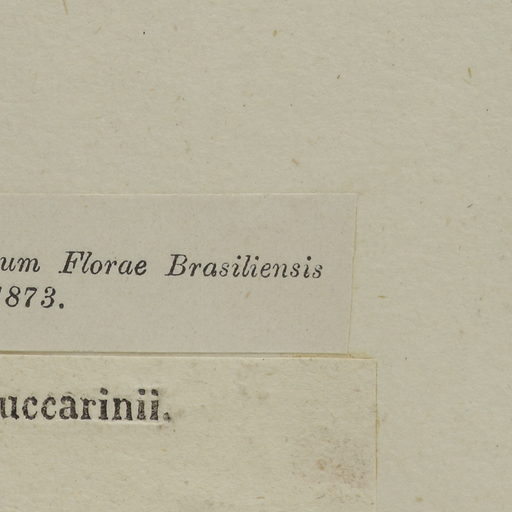 um Florae Brasiliensis
1873.
uccarinii.